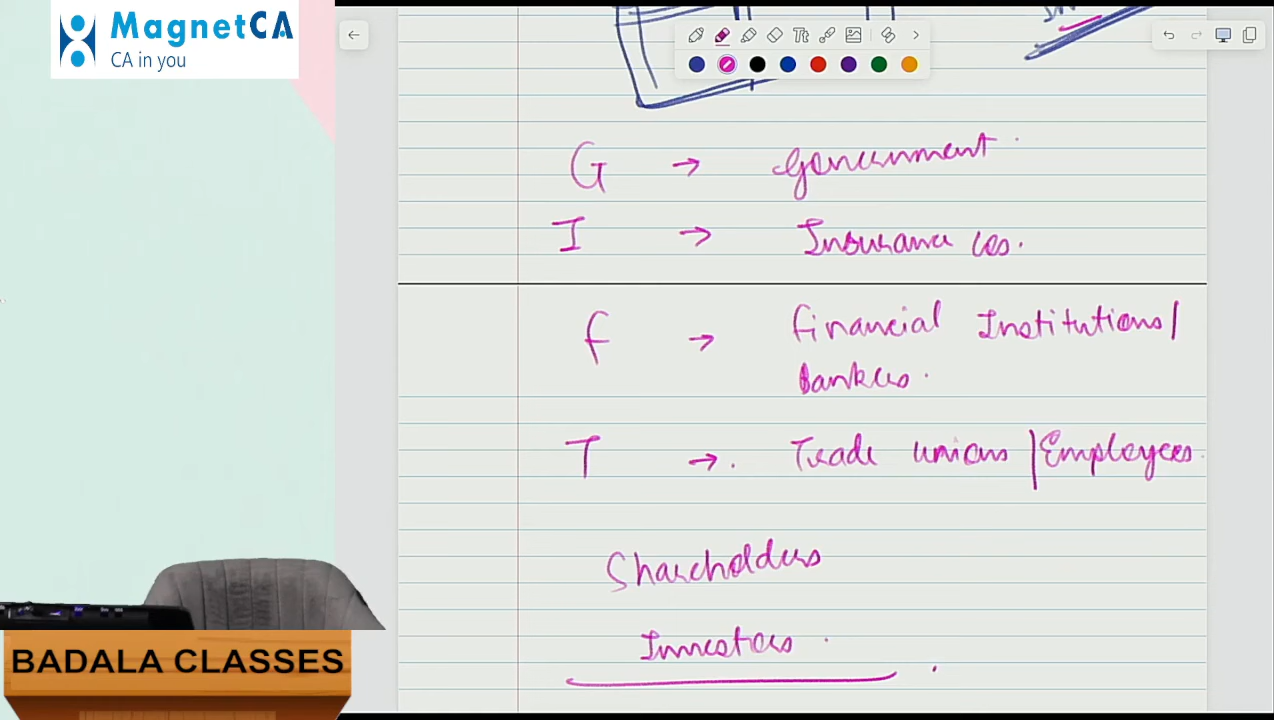 MagnetCA
CA in you
G → Government
I → Insurance Cos.
F → Financial Institutions/
Bankers.
T → Trade unions | Employees.
Shareholders
Investors
BADALA CLASSES